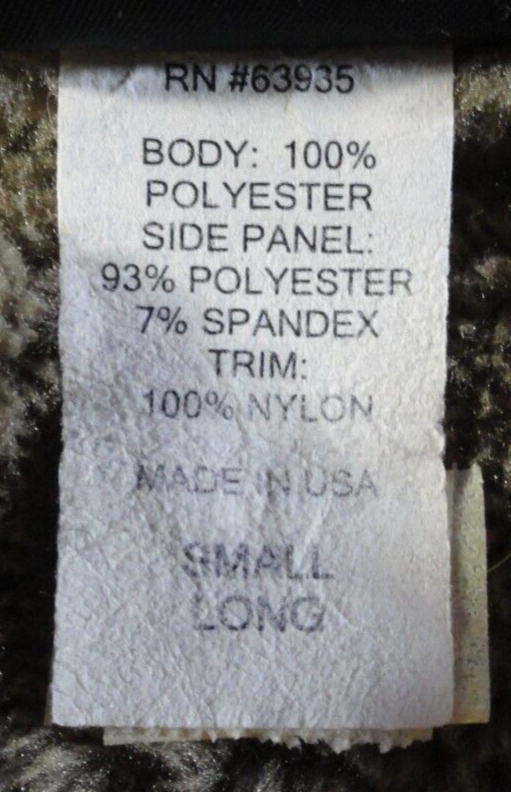 RN #63935
BODY: 100%
POLYESTER
SIDE PANEL:
93% POLYESTER
7% SPANDEX
TRIM:
100% NYLON
MADE IN USA
SMALL
LONG